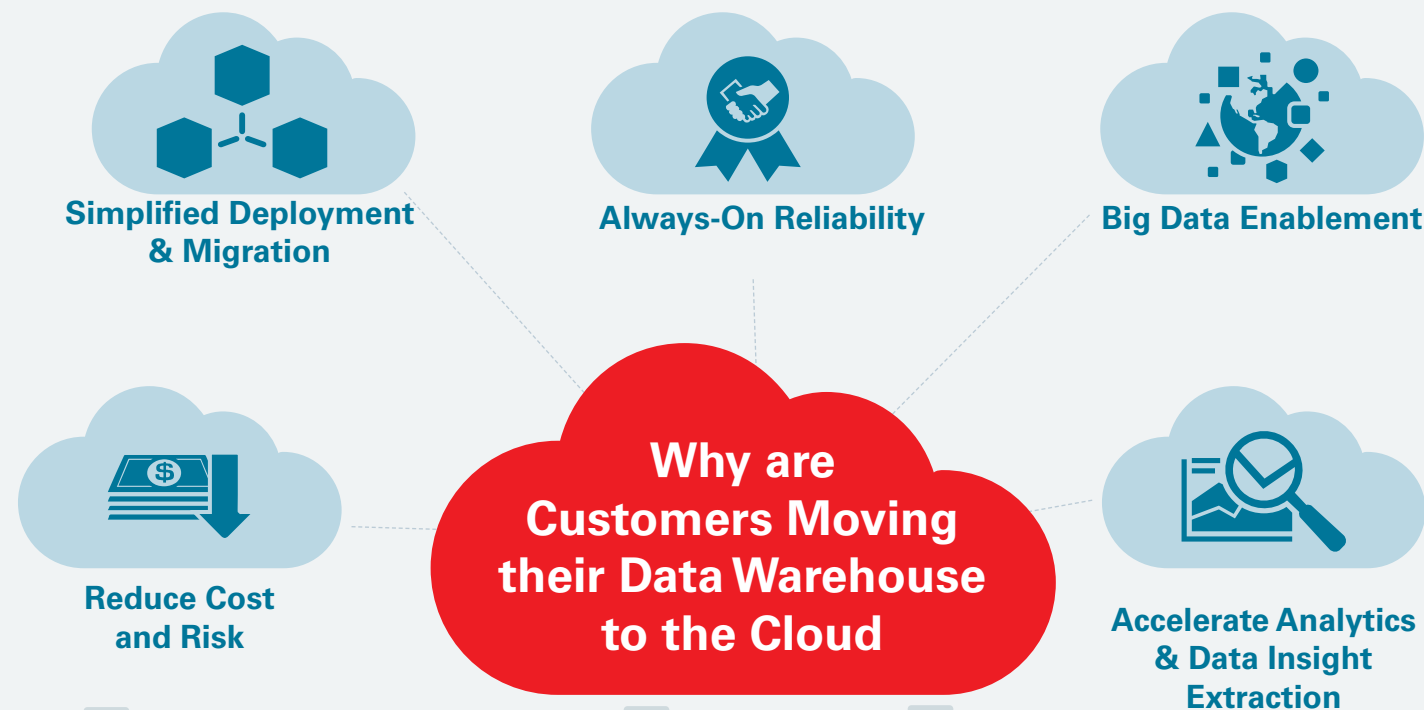 Simplified Deployment
& Migration
Always-On Reliability
Big Data Enablement
Reduce Cost
and Risk
$
Why are
Customers Moving
their Data Warehouse
to the Cloud
Accelerate Analytics
& Data Insight
Extraction